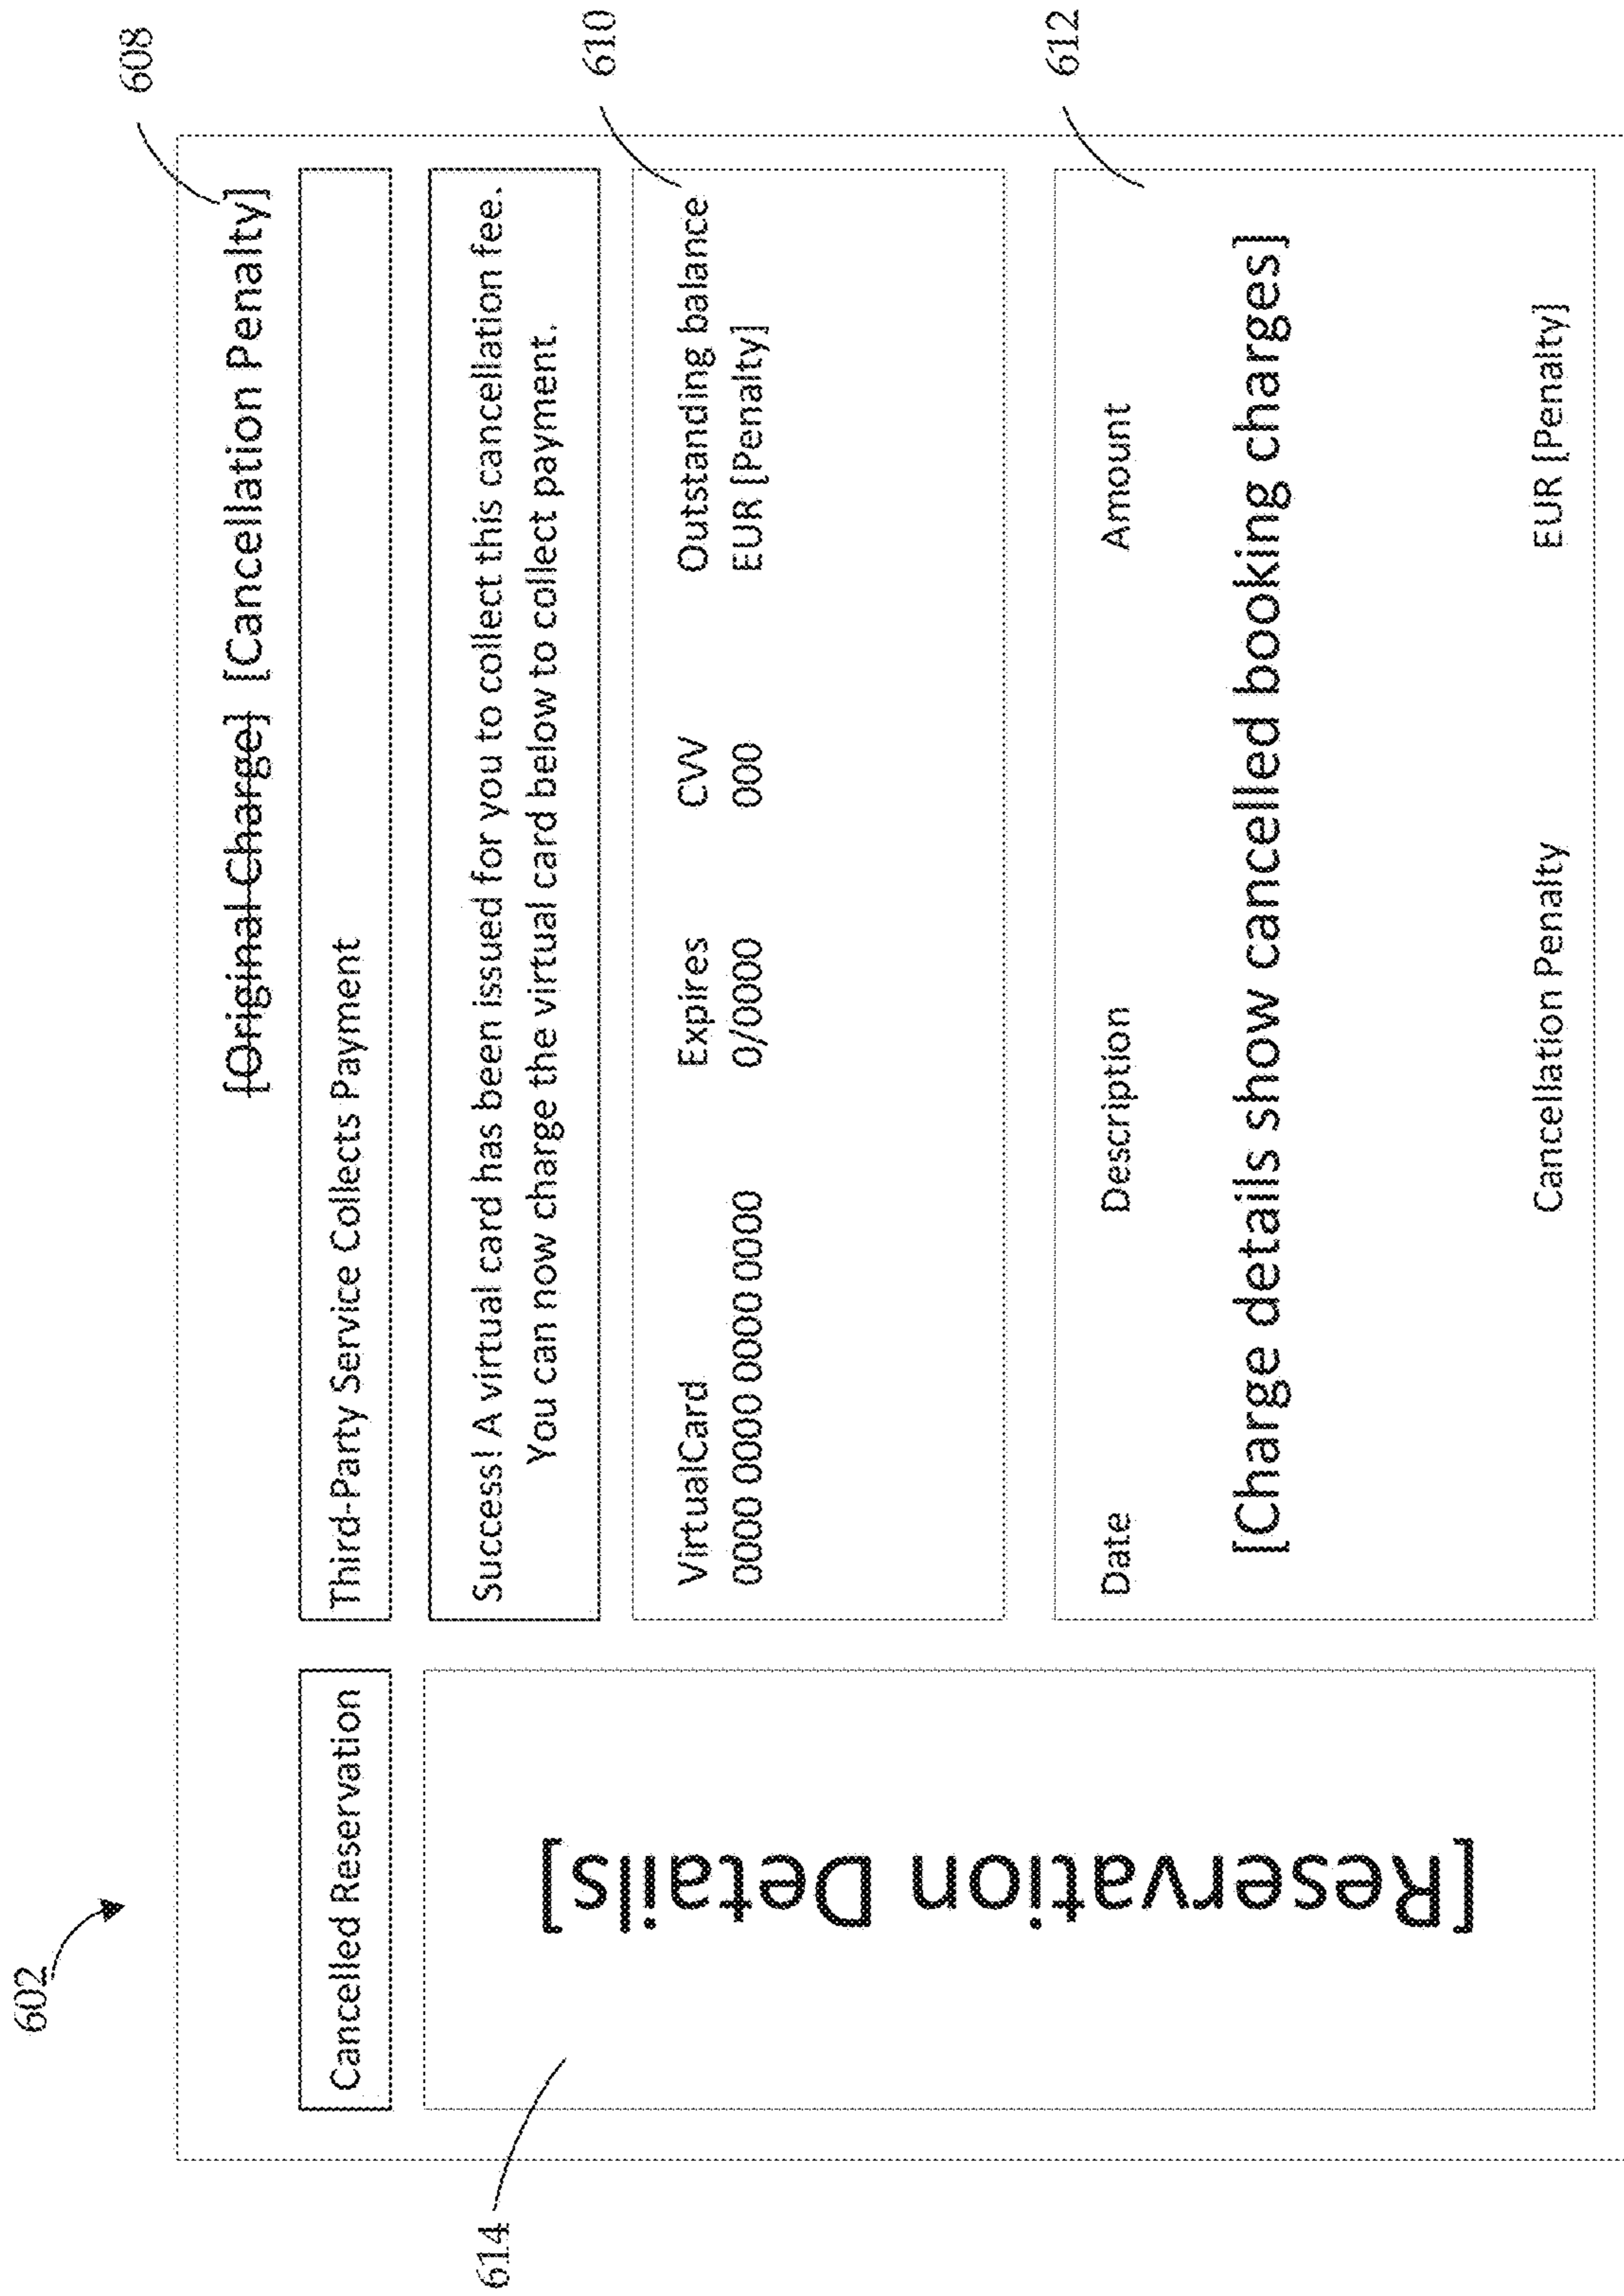 602
608
[Original Charge] [Cancellation Penalty]
Cancelled Reservation
Third-Party Service Collects Payment
Success! A virtual card has been issued for you to collect this cancellation fee.
You can now charge the virtual card below to collect payment.
610
VirtualCard Expires CVV Outstanding balance
0000 0000 0000 0000 0/0000 000 EUR [Penalty]
612
Date Description Amount
[Charge details show cancelled booking charges]
Cancellation Penalty EUR [Penalty]
614
[Reservation Details]